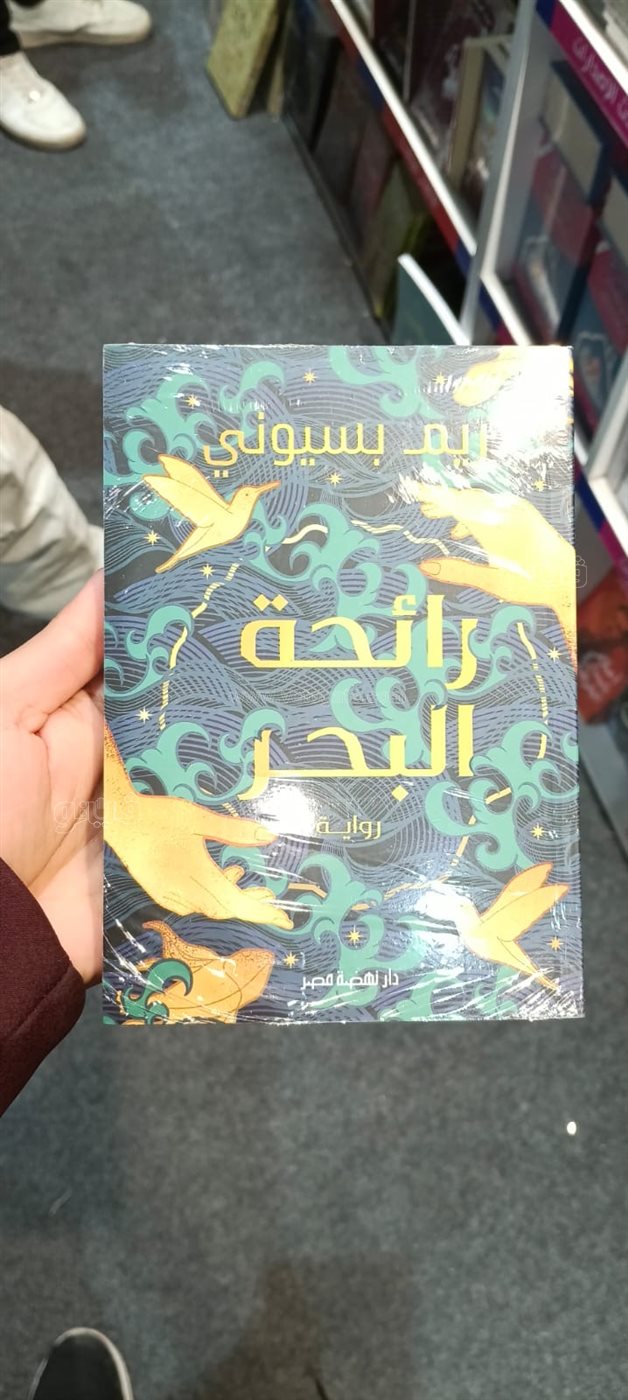 ريم بسيوني
رائحة
البحر
رواية
دار نهضة مصر